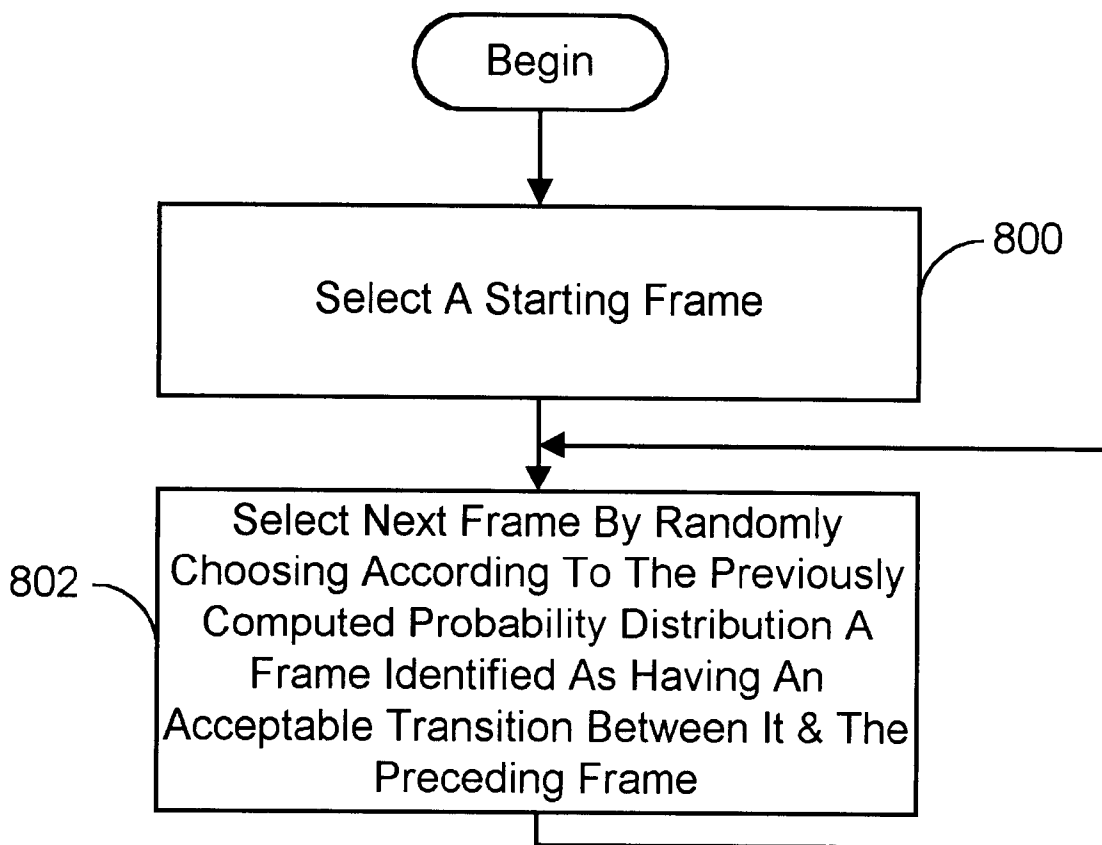 Begin
800
Select A Starting Frame
802
Select Next Frame By Randomly
Choosing According To The Previously
Computed Probability Distribution A
Frame Identified As Having An
Acceptable Transition Between It & The
Preceding Frame